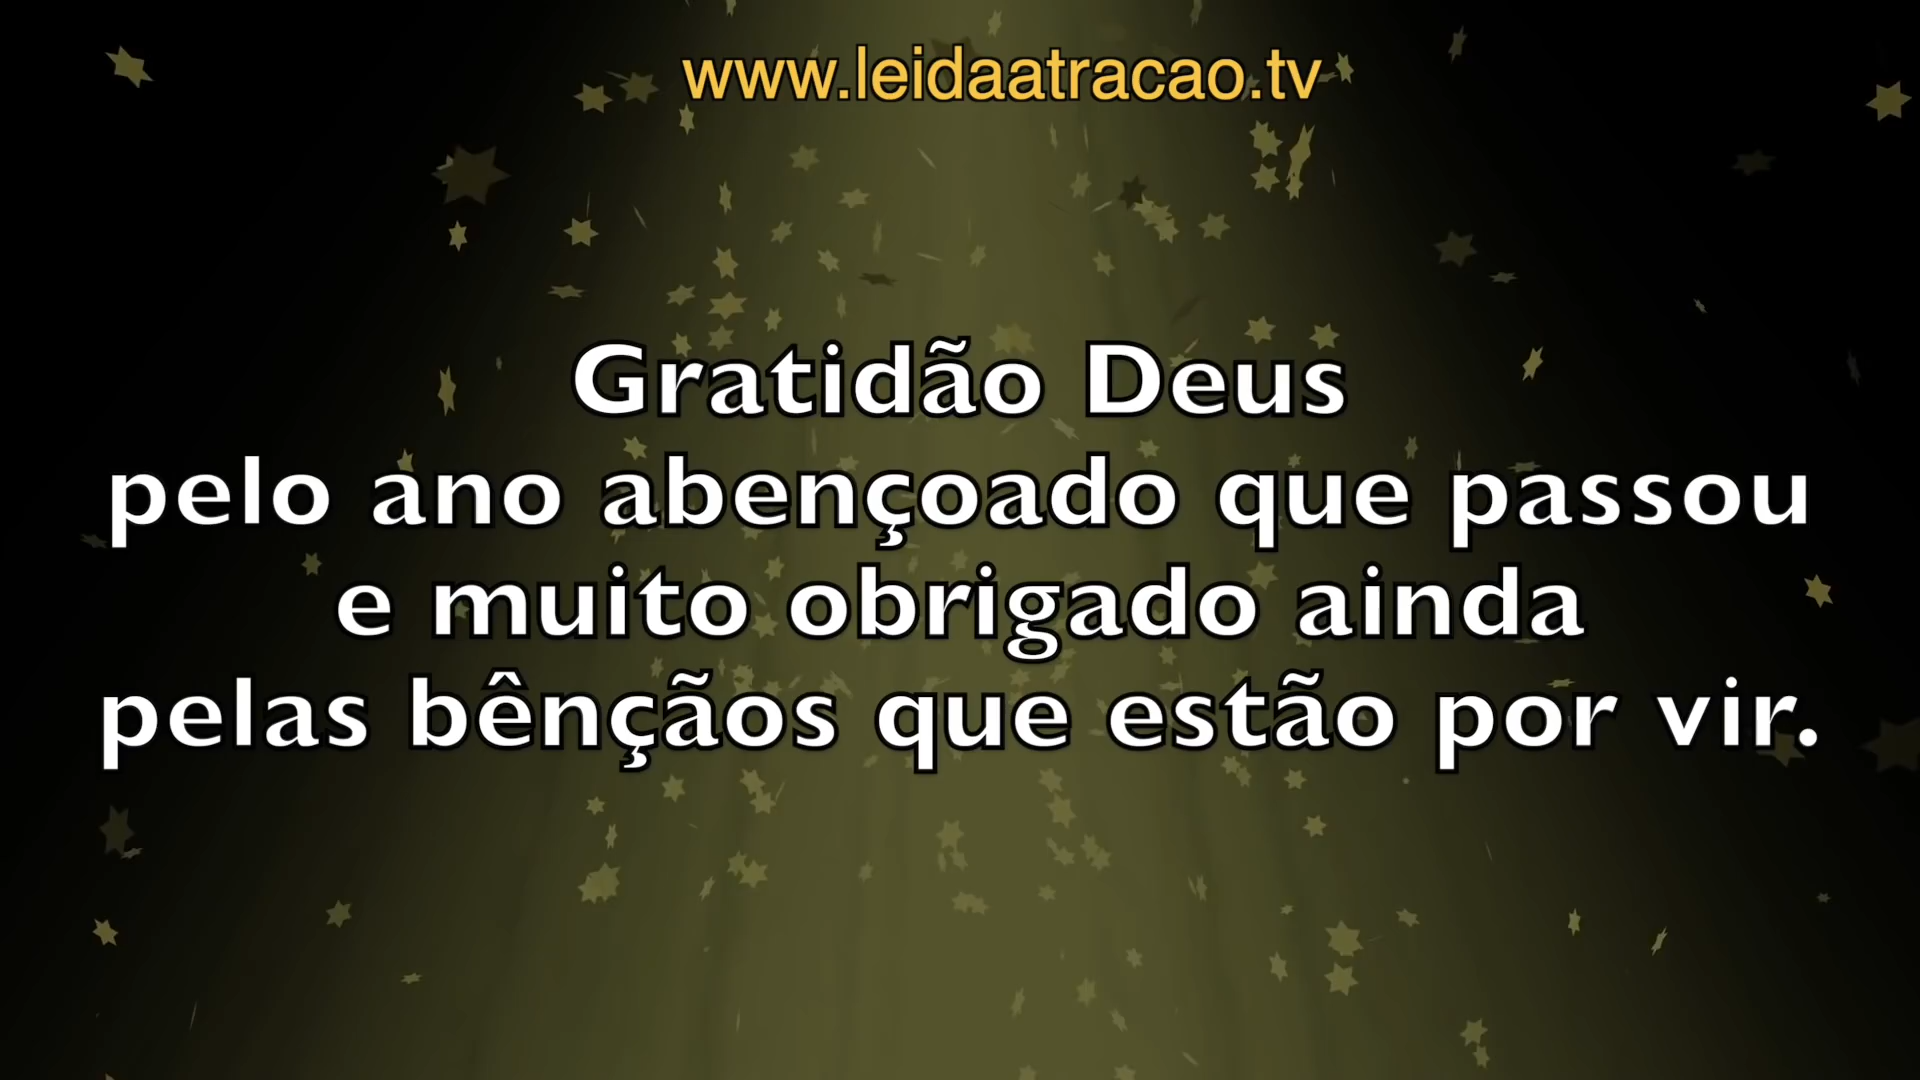 www.leidaatracao.tv
Gratidão Deus
pelo ano abençoado que passou
e muito obrigado ainda
pelas bênçãos que estão por vir.